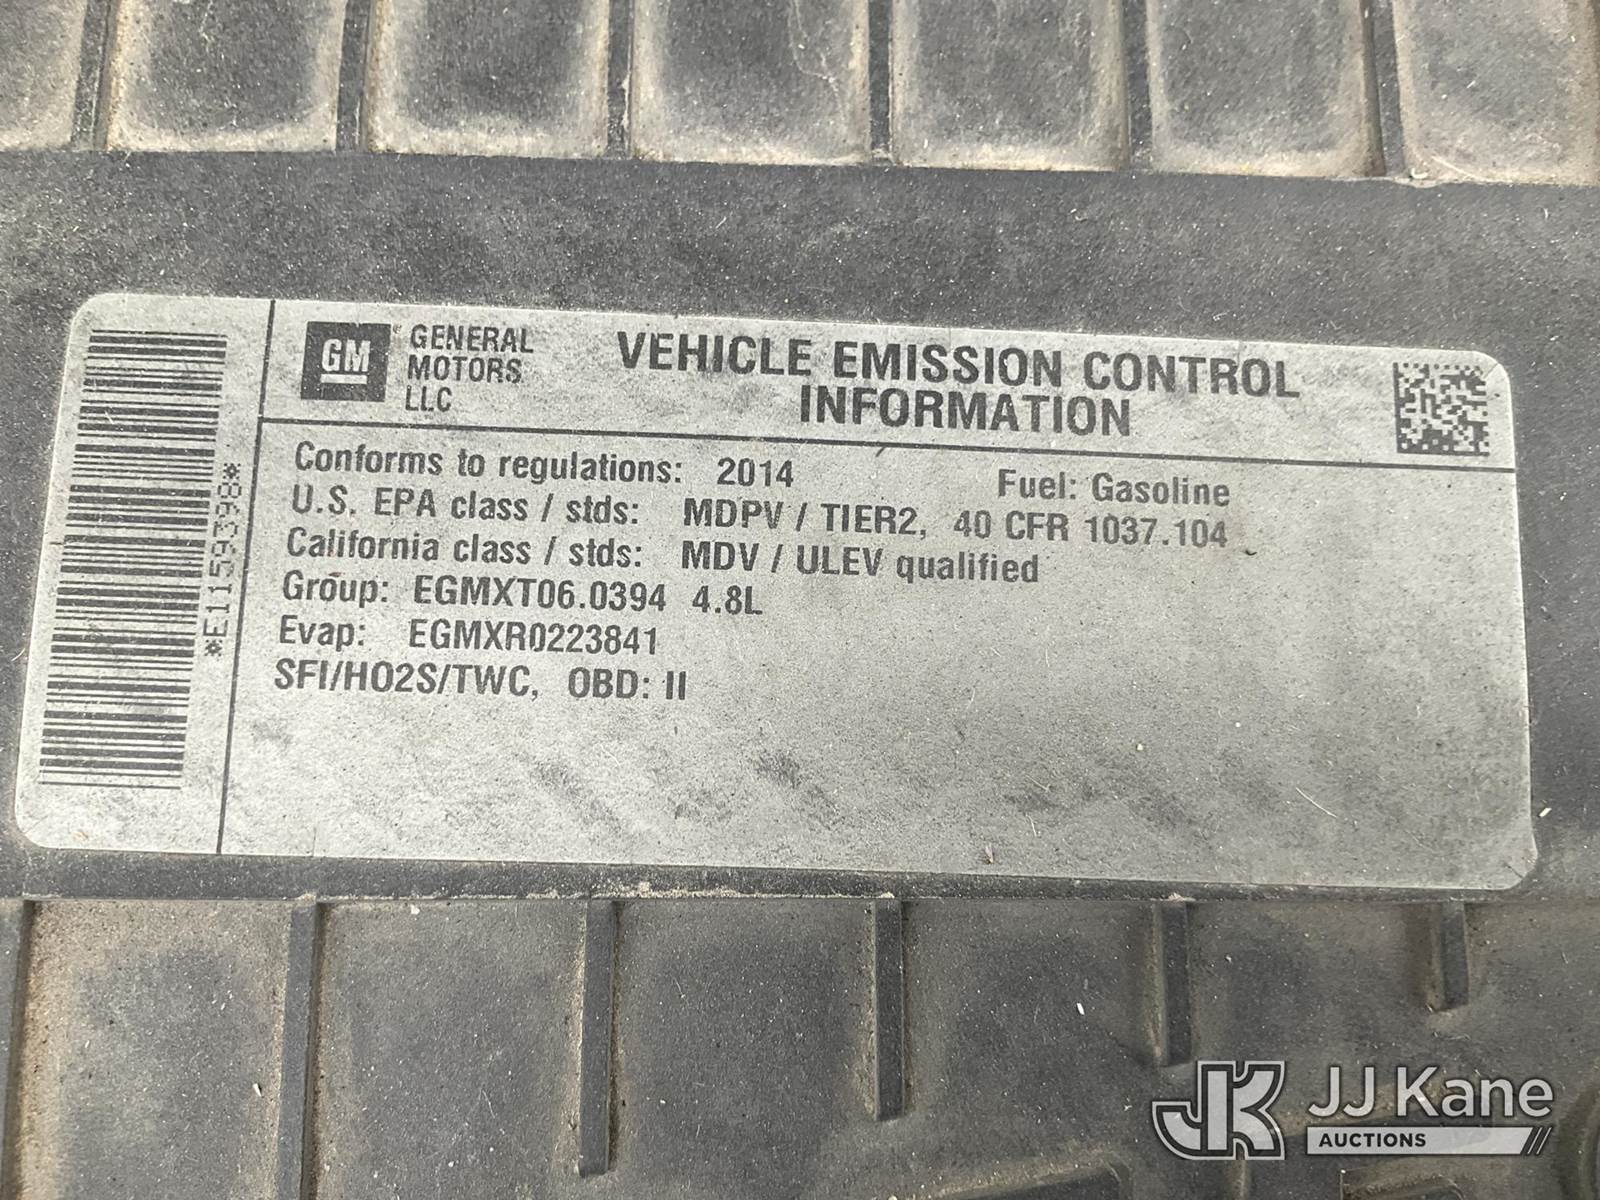 GM
GENERAL
MOTORS
LLC
VEHICLE EMISSION CONTROL
INFORMATION
*E1159398*
Conforms to regulations: 2014 Fuel: Gasoline
U.S. EPA class / stds: MDPV / TIER2, 40 CFR 1037.104
California class / stds: MDV / ULEV qualified
Group: EGMXT06.0394 4.8L
Evap: EGMXR0223841
SFI/HO2S/TWC, OBD: II
JK JJ Kane
AUCTIONS